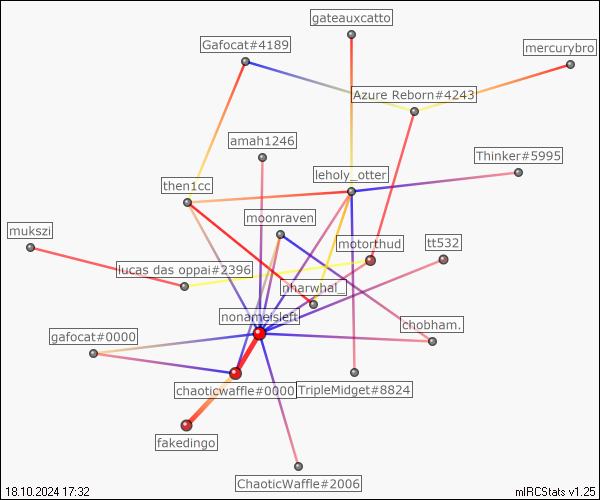 gateauxcatto
Gafocat#4189
mercurybro
Azure Reborn#4243
amah1246
Thinker#5995
leholy_otter
then1cc
moonraven
mukszi
motorthud
tt532
lucas das oppai#2396
nharwhal_
nonameisleft
chobham.
gafocat#0000
chaoticwaffle#0000
TripleMidget#8824
fakedingo
ChaoticWaffle#2006
18.10.2024 17:32
mIRCStats v1.25